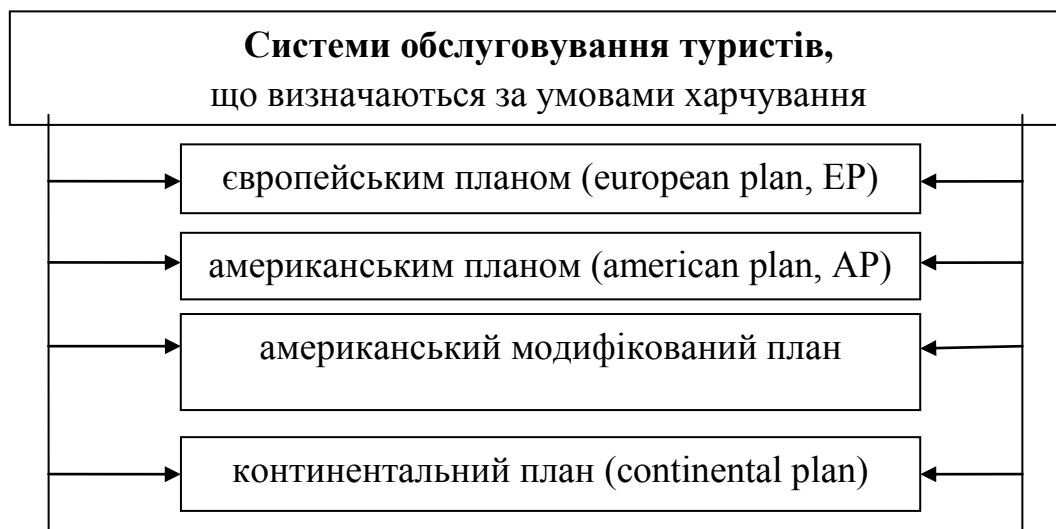 Системи обслуговування туристів,
що визначаються за умовами харчування
європейським планом (european plan, EP)
американським планом (american plan, AP)
американський модифікований план
континентальний план (continental plan)